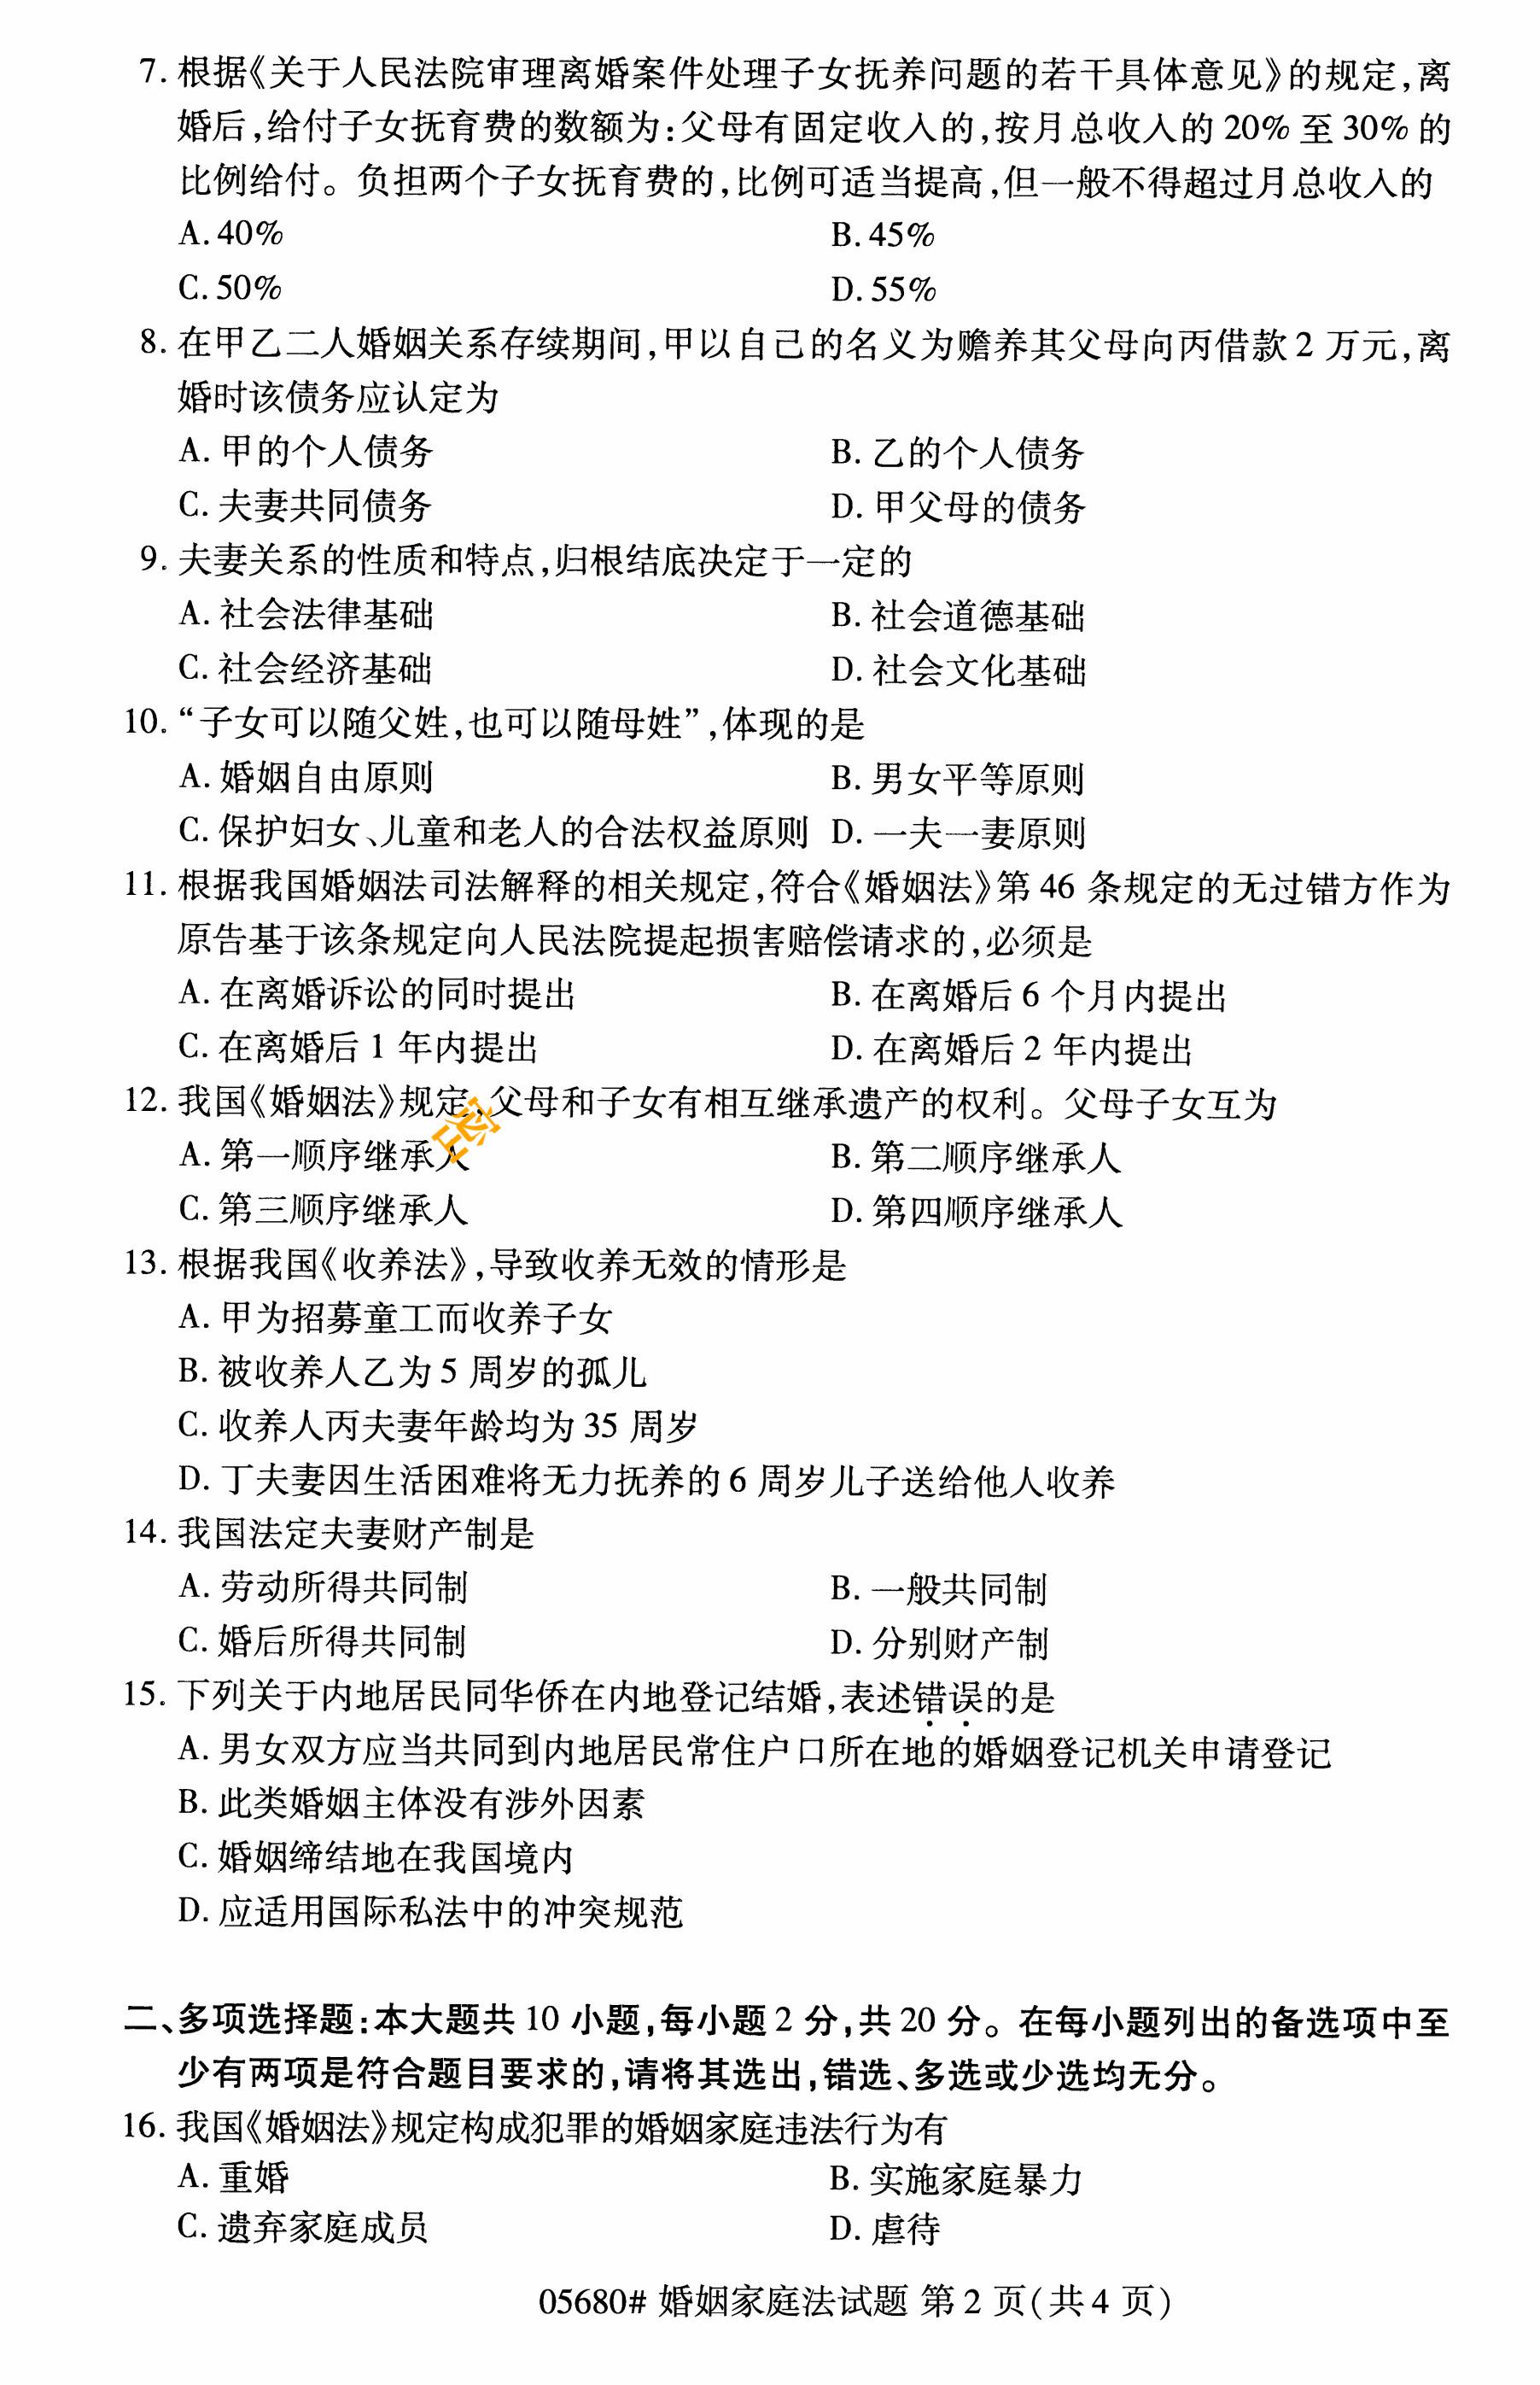 7. 根据《关于人民法院审理离婚案件处理子女抚养问题的若干具体意见》的规定,离
婚后,给付子女抚育费的数额为:父母有固定收入的,按月总收入的 20% 至 30% 的
比例给付。负担两个子女抚育费的,比例可适当提高,但一般不得超过月总收入的
A. 40% B. 45%
C. 50% D. 55%
8. 在甲乙二人婚姻关系存续期间,甲以自己的名义为赡养其父母向丙借款 2 万元,离
婚时该债务应认定为
A. 甲的个人债务 B. 乙的个人债务
C. 夫妻共同债务 D. 甲父母的债务
9. 夫妻关系的性质和特点,归根结底决定于一定的
A. 社会法律基础 B. 社会道德基础
C. 社会经济基础 D. 社会文化基础
10. “子女可以随父姓,也可以随母姓”,体现的是
A. 婚姻自由原则 B. 男女平等原则
C. 保护妇女、儿童和老人的合法权益原则 D. 一夫一妻原则
11. 根据我国婚姻法司法解释的相关规定,符合《婚姻法》第 46 条规定的无过错方作为
原告基于该条规定向人民法院提起损害赔偿请求的,必须是
A. 在离婚诉讼的同时提出 B. 在离婚后 6 个月内提出
C. 在离婚后 1 年内提出 D. 在离婚后 2 年内提出
12. 我国《婚姻法》规定,父母和子女有相互继承遗产的权利。父母子女互为
密
A. 第一顺序继承人 B. 第二顺序继承人
C. 第三顺序继承人 D. 第四顺序继承人
13. 根据我国《收养法》,导致收养无效的情形是
A. 甲为招募童工而收养子女
B. 被收养人乙为 5 周岁的孤儿
C. 收养人丙夫妻年龄均为 35 周岁
D. 丁夫妻因生活困难将无力抚养的 6 周岁儿子送给他人收养
14. 我国法定夫妻财产制是
A. 劳动所得共同制 B. 一般共同制
C. 婚后所得共同制 D. 分别财产制
15. 下列关于内地居民同华侨在内地登记结婚,表述错误的是
A. 男女双方应当共同到内地居民常住户口所在地的婚姻登记机关申请登记
B. 此类婚姻主体没有涉外因素
C. 婚姻缔结地在我国境内
D. 应适用国际私法中的冲突规范
二、多项选择题:本大题共 10 小题,每小题 2 分,共 20 分。在每小题列出的备选项中至
少有两项是符合题目要求的,请将其选出,错选、多选或少选均无分。
16. 我国《婚姻法》规定构成犯罪的婚姻家庭违法行为有
A. 重婚 B. 实施家庭暴力
C. 遗弃家庭成员 D. 虐待
05680# 婚姻家庭法试题 第 2 页(共 4 页)